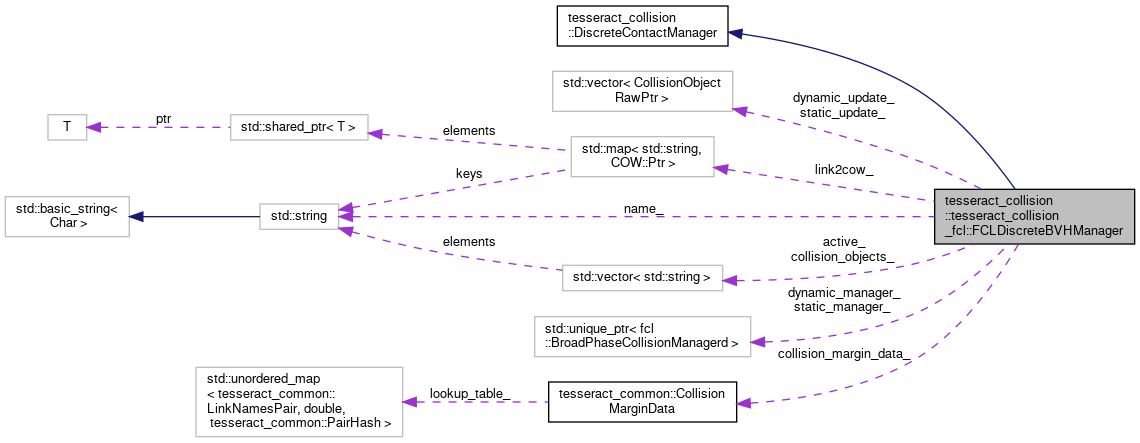 tesseract_collision
::DiscreteContactManager
std::vector< CollisionObject
RawPtr >
dynamic_update_
static_update_
T
ptr
std::shared_ptr< T >
elements
std::map< std::string,
COW::Ptr >
link2cow_
keys
std::basic_string<
Char >
std::string
name_
tesseract_collision
::tesseract_collision
_fcl::FCLDiscreteBVHManager
elements
std::vector< std::string >
active_
collision_objects_
dynamic_manager_
static_manager_
std::unique_ptr< fcl
::BroadPhaseCollisionManagerd >
collision_margin_data_
std::unordered_map
< tesseract_common::
LinkNamesPair, double,
tesseract_common::PairHash >
lookup_table_
tesseract_common::Collision
MarginData